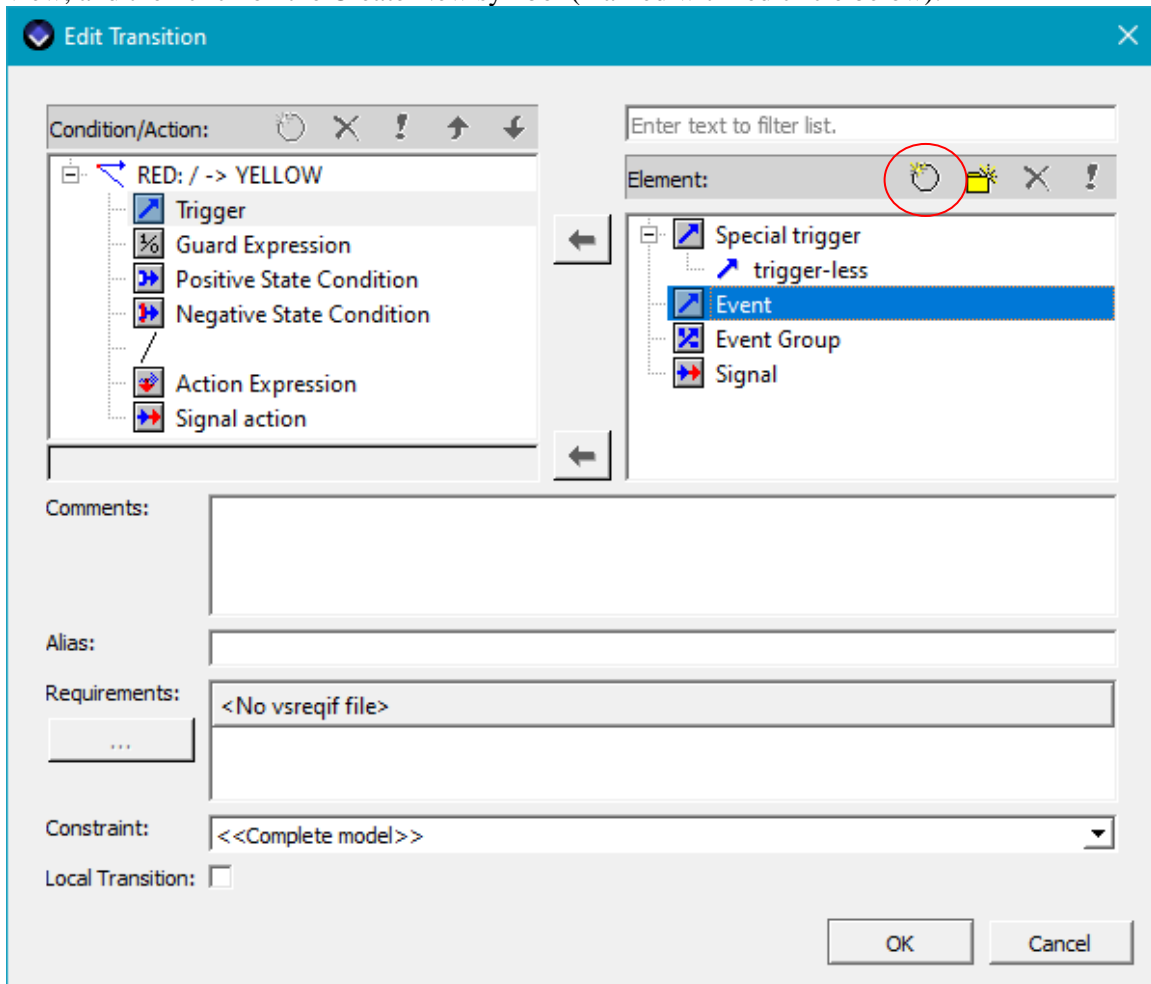 Edit Transition
Condition/Action:
RED: / -> YELLOW
Trigger
Guard Expression
Positive State Condition
Negative State Condition
/
Action Expression
Signal action
Enter text to filter list.
Element:
Special trigger
trigger-less
Event
Event Group
Signal
Comments:
Alias:
Requirements:
<No vsreqif file>
...
Constraint:
<<Complete model>>
Local Transition:
OK
Cancel